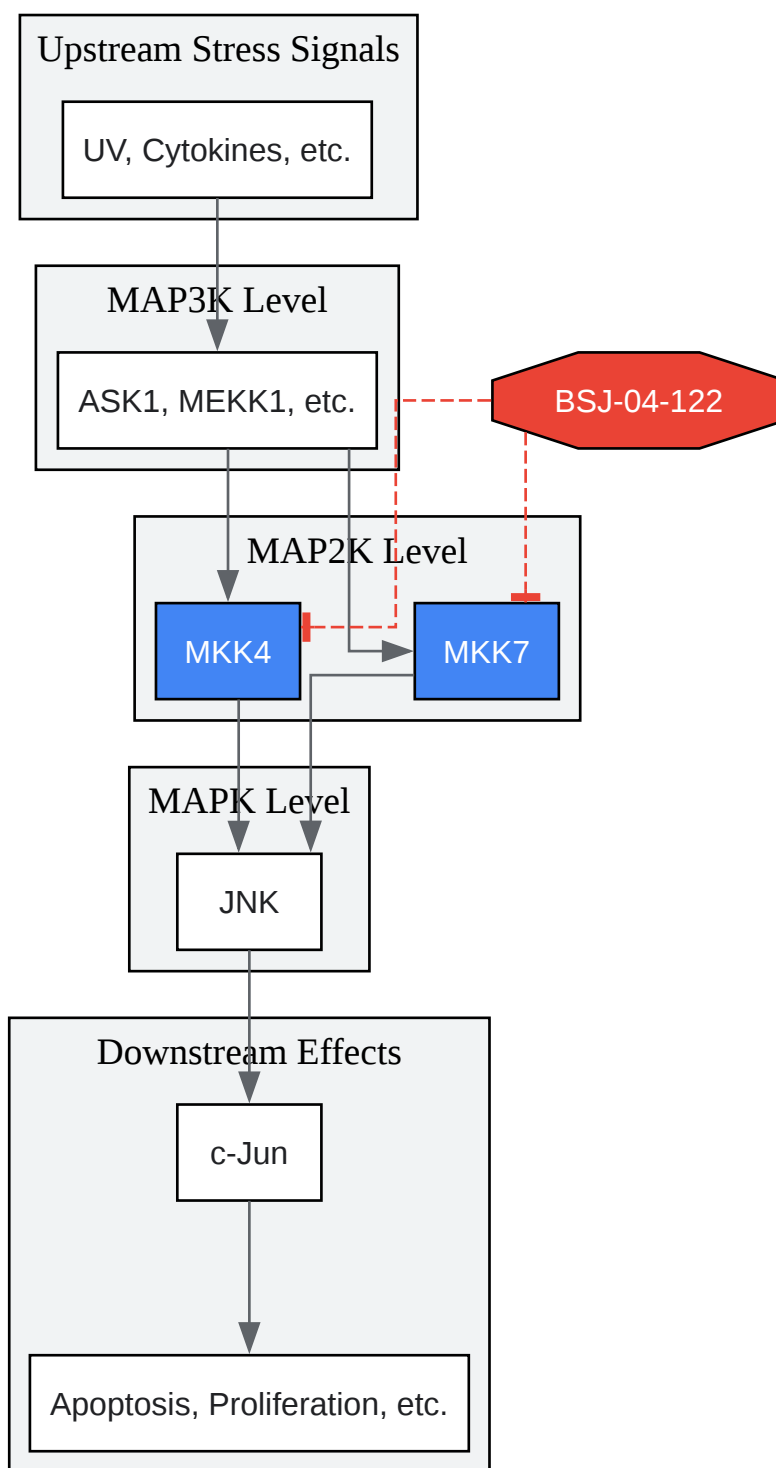 Upstream Stress Signals
UV, Cytokines, etc.
MAP3K Level
ASK1, MEKK1, etc.
BSJ-04-122
MAP2K Level
MKK4
MKK7
MAPK Level
JNK
Downstream Effects
c-Jun
Apoptosis, Proliferation, etc.